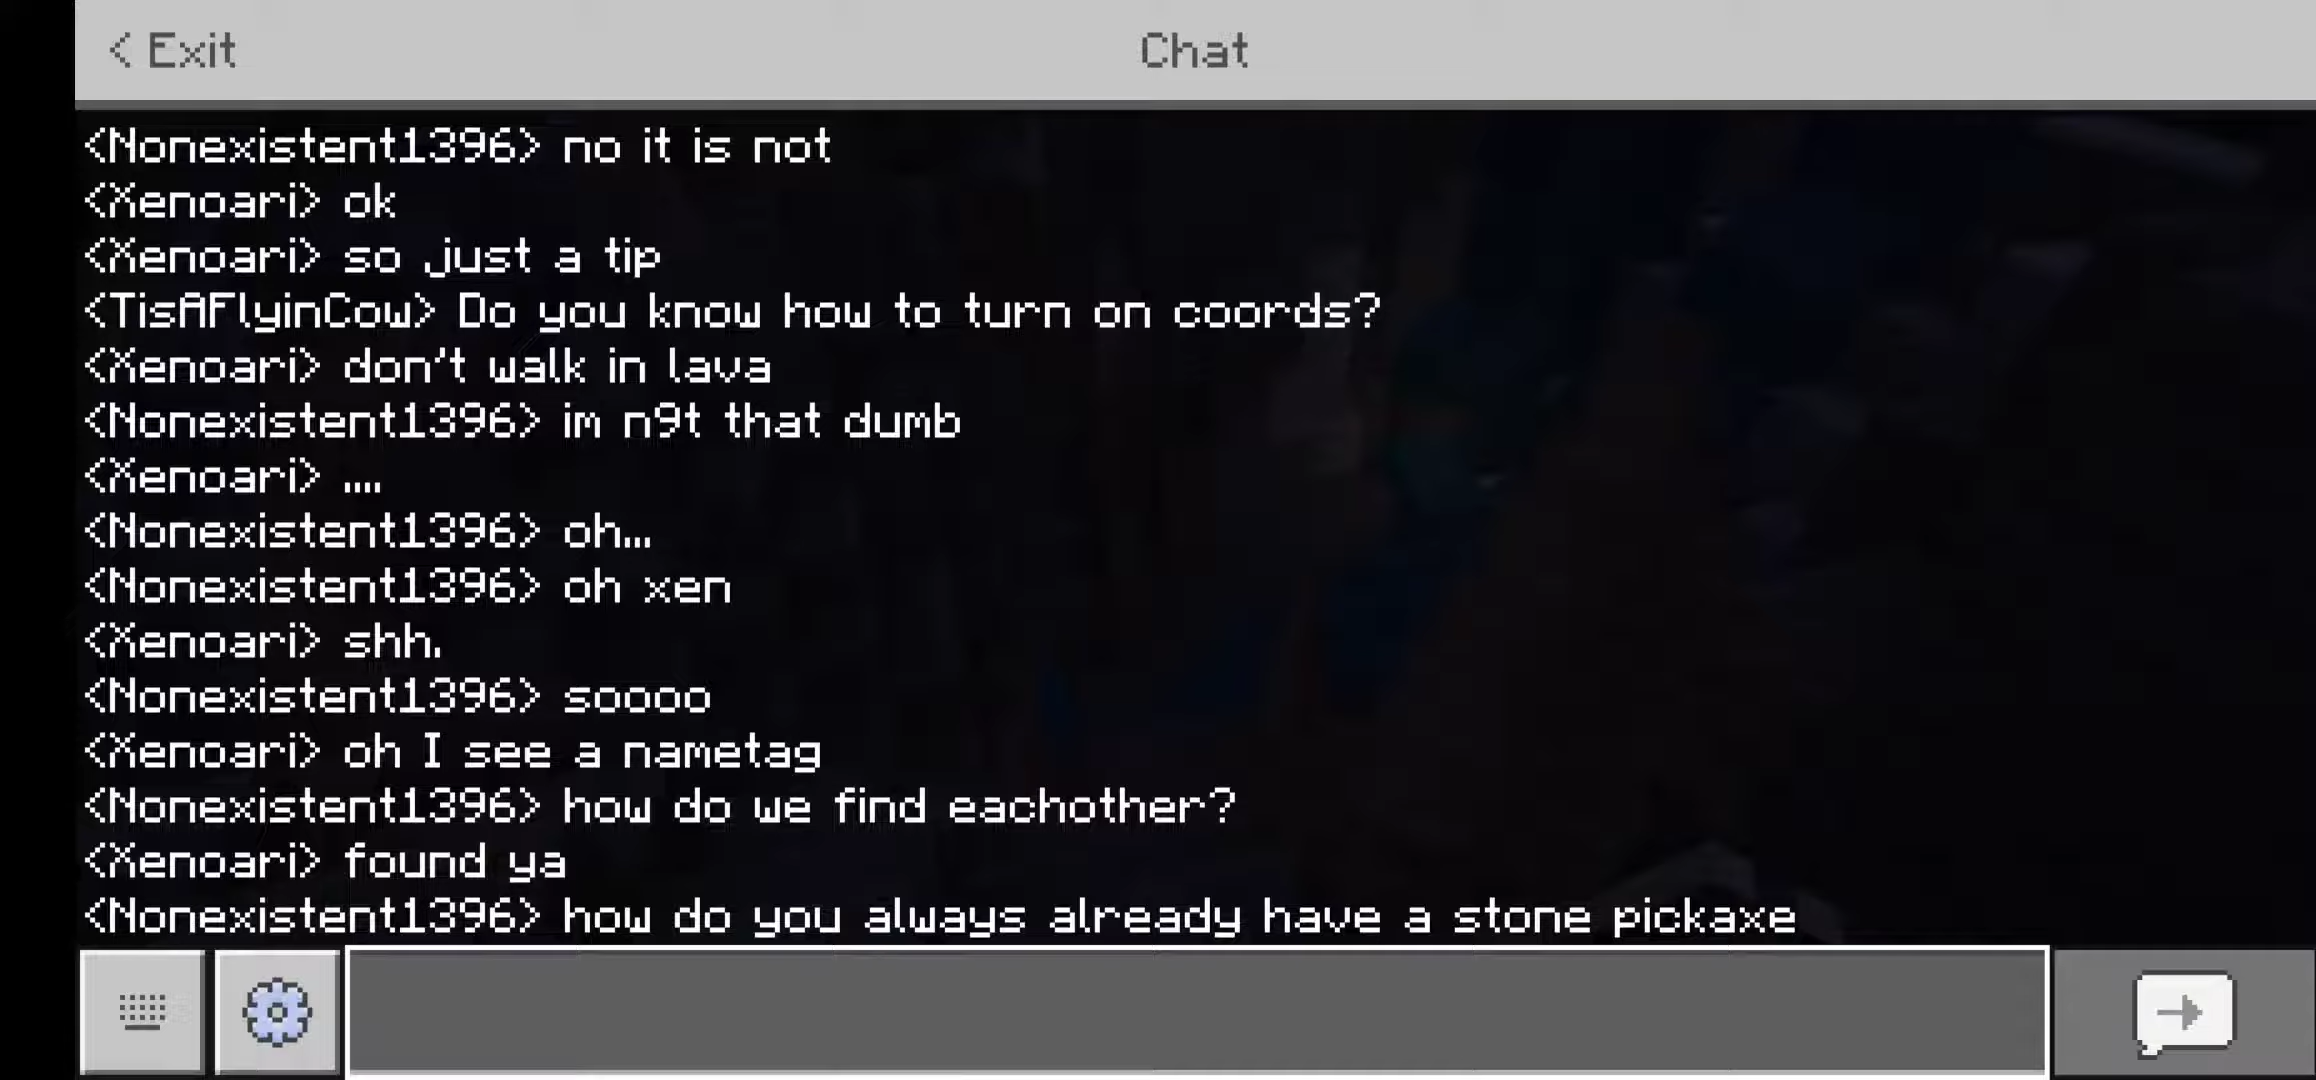 < Exit
Chat
<Nonexistent1396> no it is not
<Xenoari> ok
<Xenoari> so just a tip
<TisAFlyinCow> Do you know how to turn on coords?
<Xenoari> don't walk in lava
<Nonexistent1396> im n9t that dumb
<Xenoari> ....
<Nonexistent1396> oh...
<Nonexistent1396> oh xen
<Xenoari> shh.
<Nonexistent1396> soooo
<Xenoari> oh I see a nametag
<Nonexistent1396> how do we find eachother?
<Xenoari> found ya
<Nonexistent1396> how do you always already have a stone pickaxe